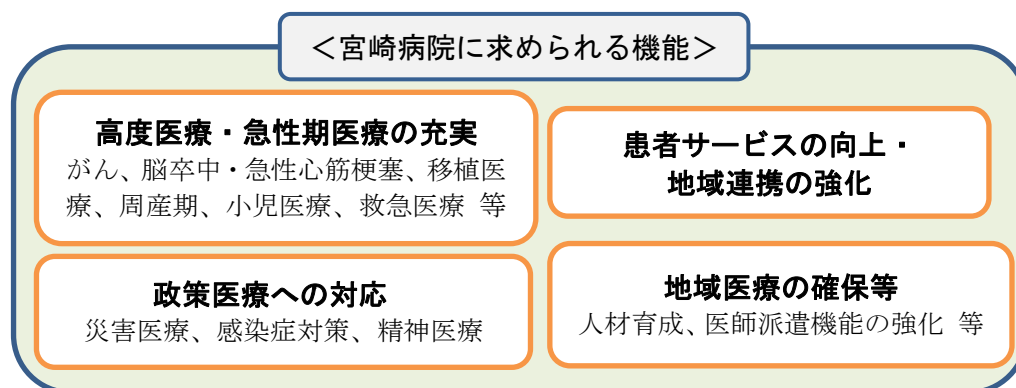 ＜宮崎病院に求められる機能＞
高度医療・急性期医療の充実
がん、脳卒中・急性心筋梗塞、移植医
療、周産期、小児医療、救急医療 等
患者サービスの向上・
地域連携の強化
政策医療への対応
災害医療、感染症対策、精神医療
地域医療の確保等
人材育成、医師派遣機能の強化 等